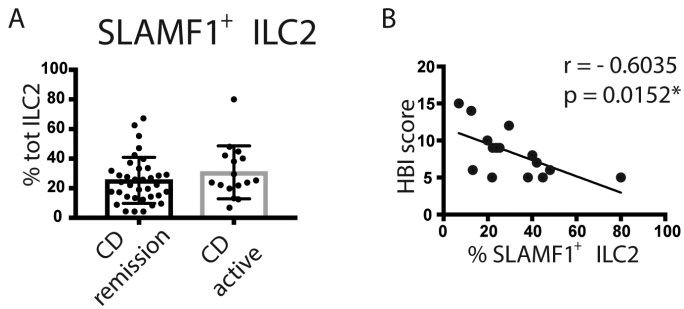 A
SLAMF1+ ILC2
% tot ILC2
100
80
60
40
20
0
CD
remission
CD
active
B
r = - 0.6035
p = 0.0152*
HBI score
20
15
10
5
0
0 20 40 60 80 100
% SLAMF1+ ILC2